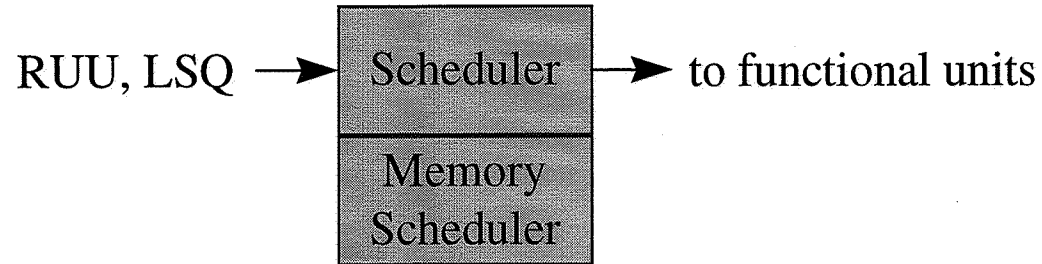 RUU, LSQ
Scheduler
to functional units
Memory
Scheduler